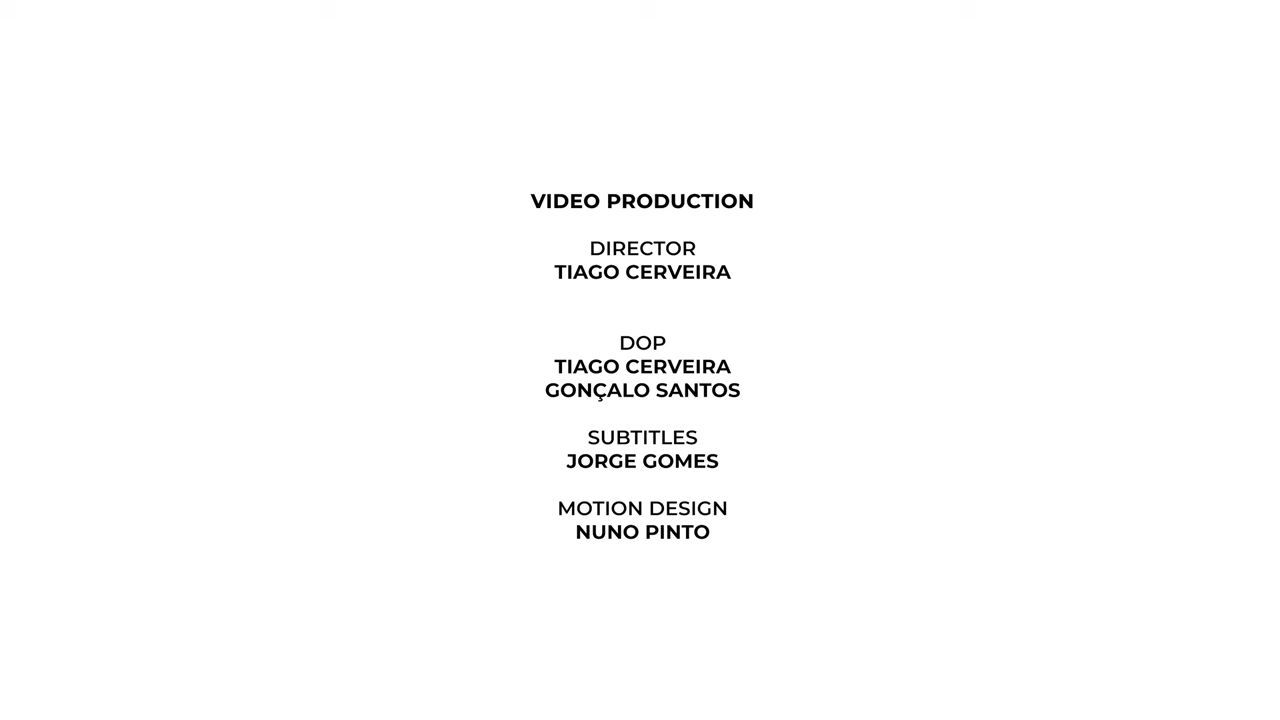 VIDEO PRODUCTION
DIRECTOR
TIAGO CERVEIRA
DOP
TIAGO CERVEIRA
GONÇALO SANTOS
SUBTITLES
JORGE GOMES
MOTION DESIGN
NUNO PINTO